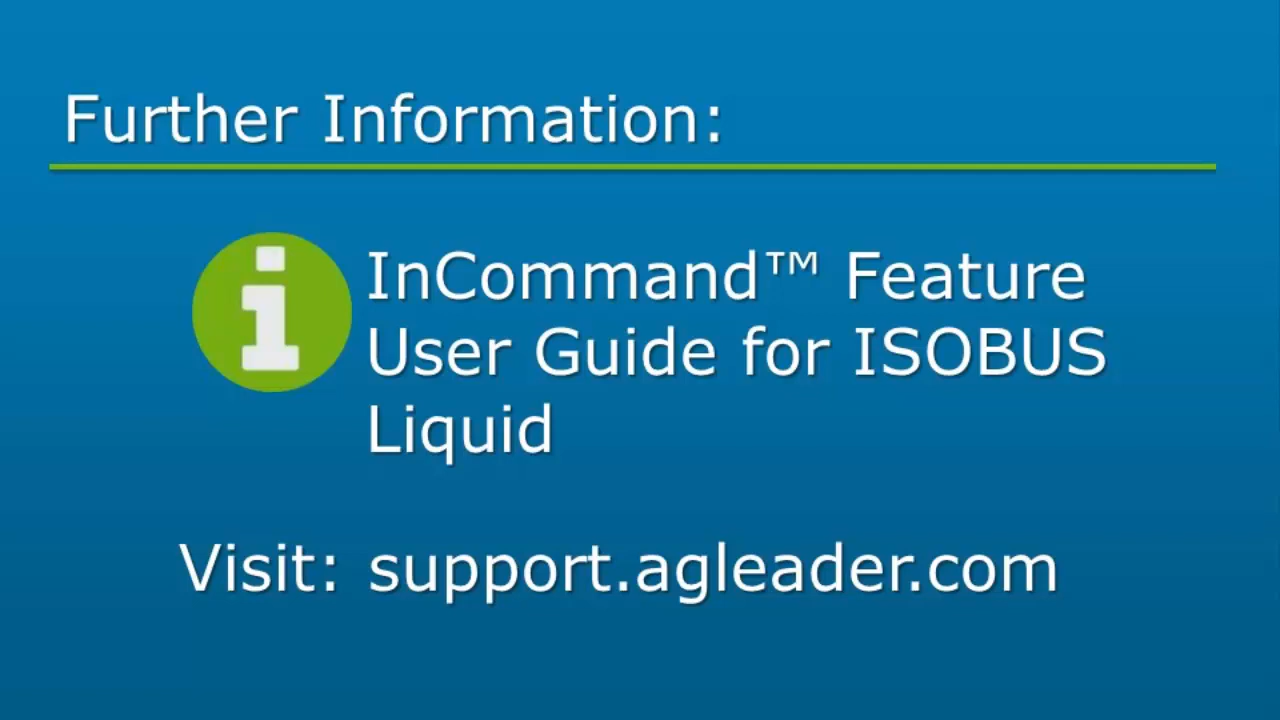 Further Information:
InCommand™ Feature
User Guide for ISOBUS
Liquid
Visit: support.agleader.com